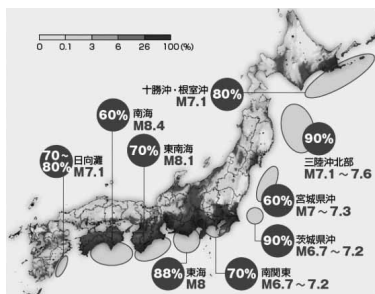 0 0.1 3 6 26 100(%)
十勝沖・根室沖 80%
M7.1
60% 南海
M8.4
70% 東南海
M8.1
70~
80% 日向灘
M7.1
90%
三陸沖北部
M7.1~7.6
60% 宮城県沖
M7~7.3
90% 茨城県沖
M6.7~7.2
88% 東海
M8
70% 南関東
M6.7~7.2